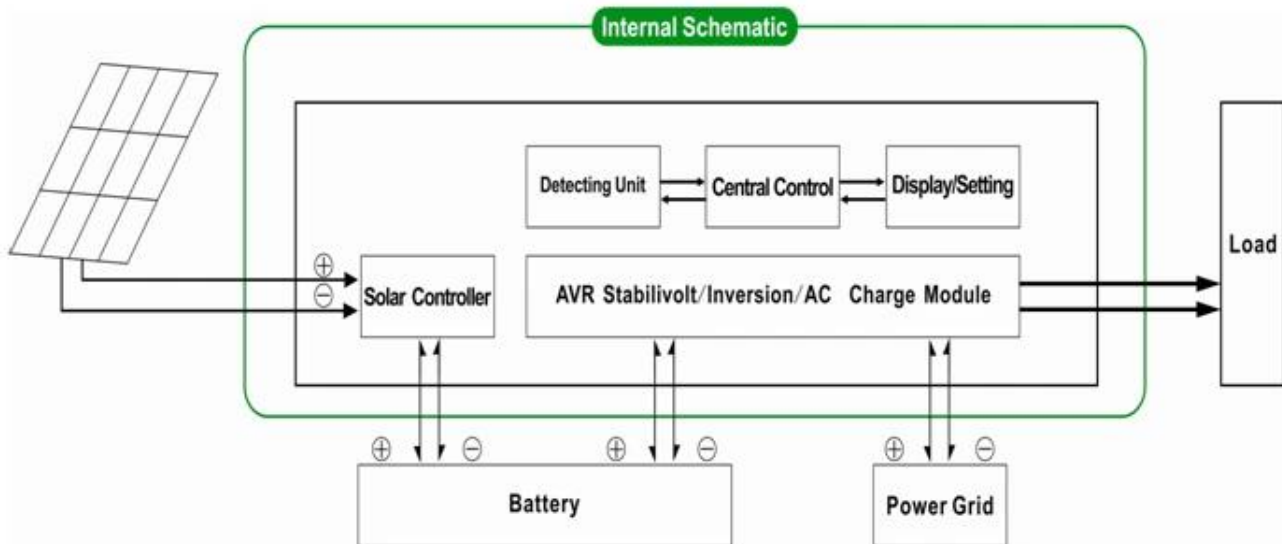 Internal Schematic
Detecting Unit
Central Control
Display/Setting
Load
⊕
⊖
Solar Controller
AVR Stabilivolt/Inversion/AC Charge Module
⊕ ⊖ ⊕ ⊖ ⊕ ⊖
Battery
Power Grid